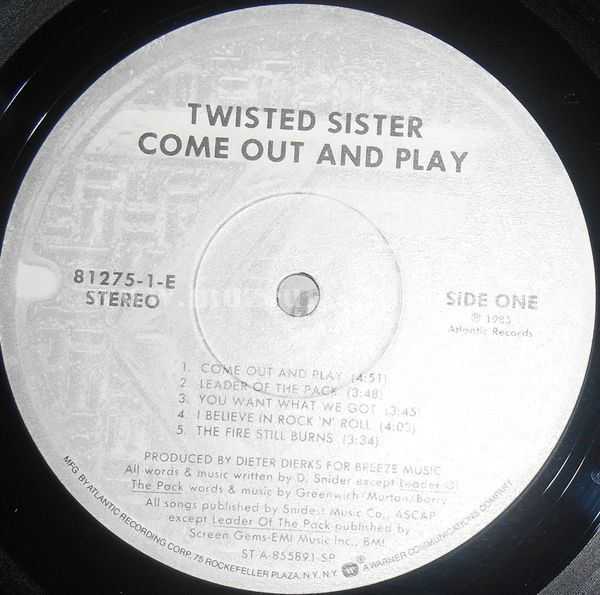 TWISTED SISTER
COME OUT AND PLAY
81275-1-E
STEREO
SIDE ONE
℗ 1985
Atlantic Records
1. COME OUT AND PLAY (4:51)
2. LEADER OF THE PACK (3:48)
3. YOU WANT WHAT WE GOT (3:45)
4. I BELIEVE IN ROCK 'N' ROLL (4:03)
5. THE FIRE STILL BURNS (3:34)
PRODUCED BY DIETER DIERKS FOR BREEZE MUSIC
All words & music written by D. Snider except Leader Of
The Pack words & music by Greenwich/Morton/Barry
All songs published by Snidest Music Co., ASCAP
except Leader Of The Pack published by
Screen Gems-EMI Music Inc., BMI
ST-A-855891-SP
MFG. BY ATLANTIC RECORDING CORP. 75 ROCKEFELLER PLAZA, N.Y. N.Y. A WARNER COMMUNICATIONS COMPANY